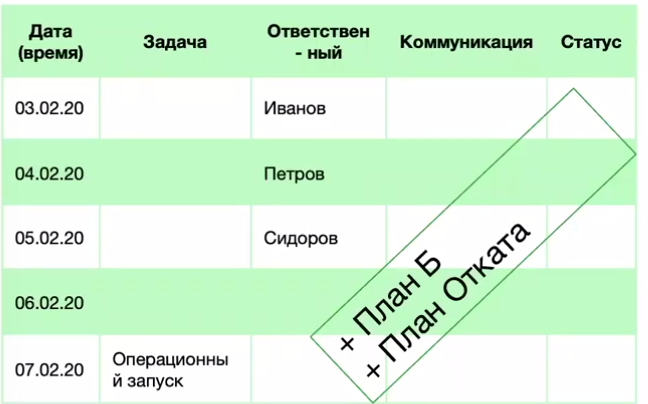 Дата
(время)
Задача
Ответствен
- ный
Коммуникация
Статус
03.02.20
Иванов
04.02.20
Петров
05.02.20
Сидоров
06.02.20
07.02.20
Операционны
й запуск
+ План Б
+ План Отката